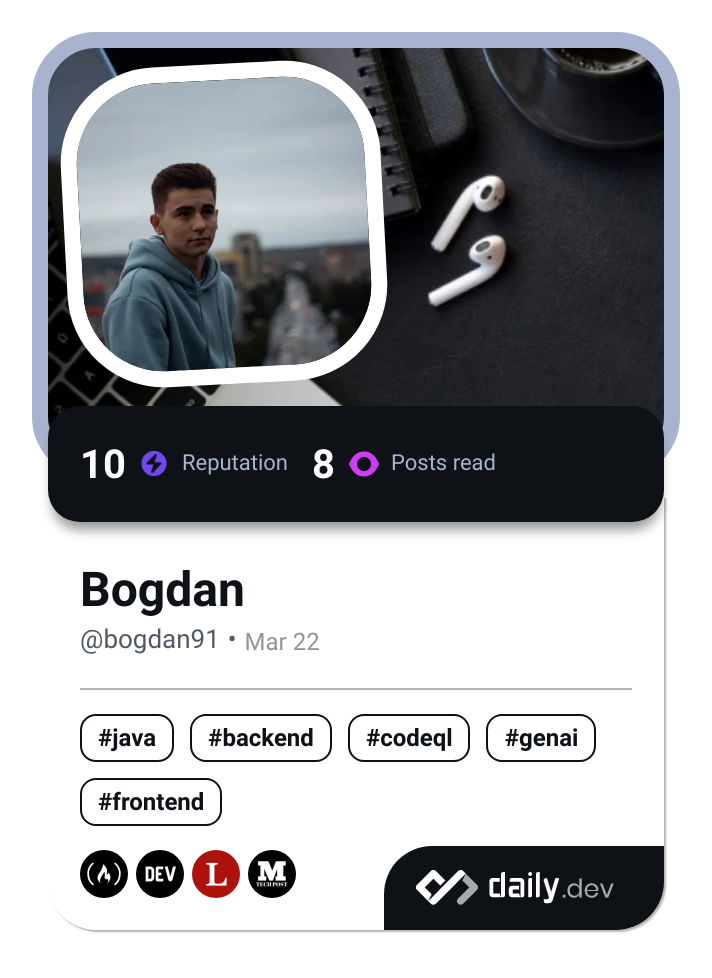 10 Reputation 8 Posts read
Bogdan
@bogdan91 • Mar 22
#java #backend #codeql #genai
#frontend
DEV L M
TECH POST
daily.dev